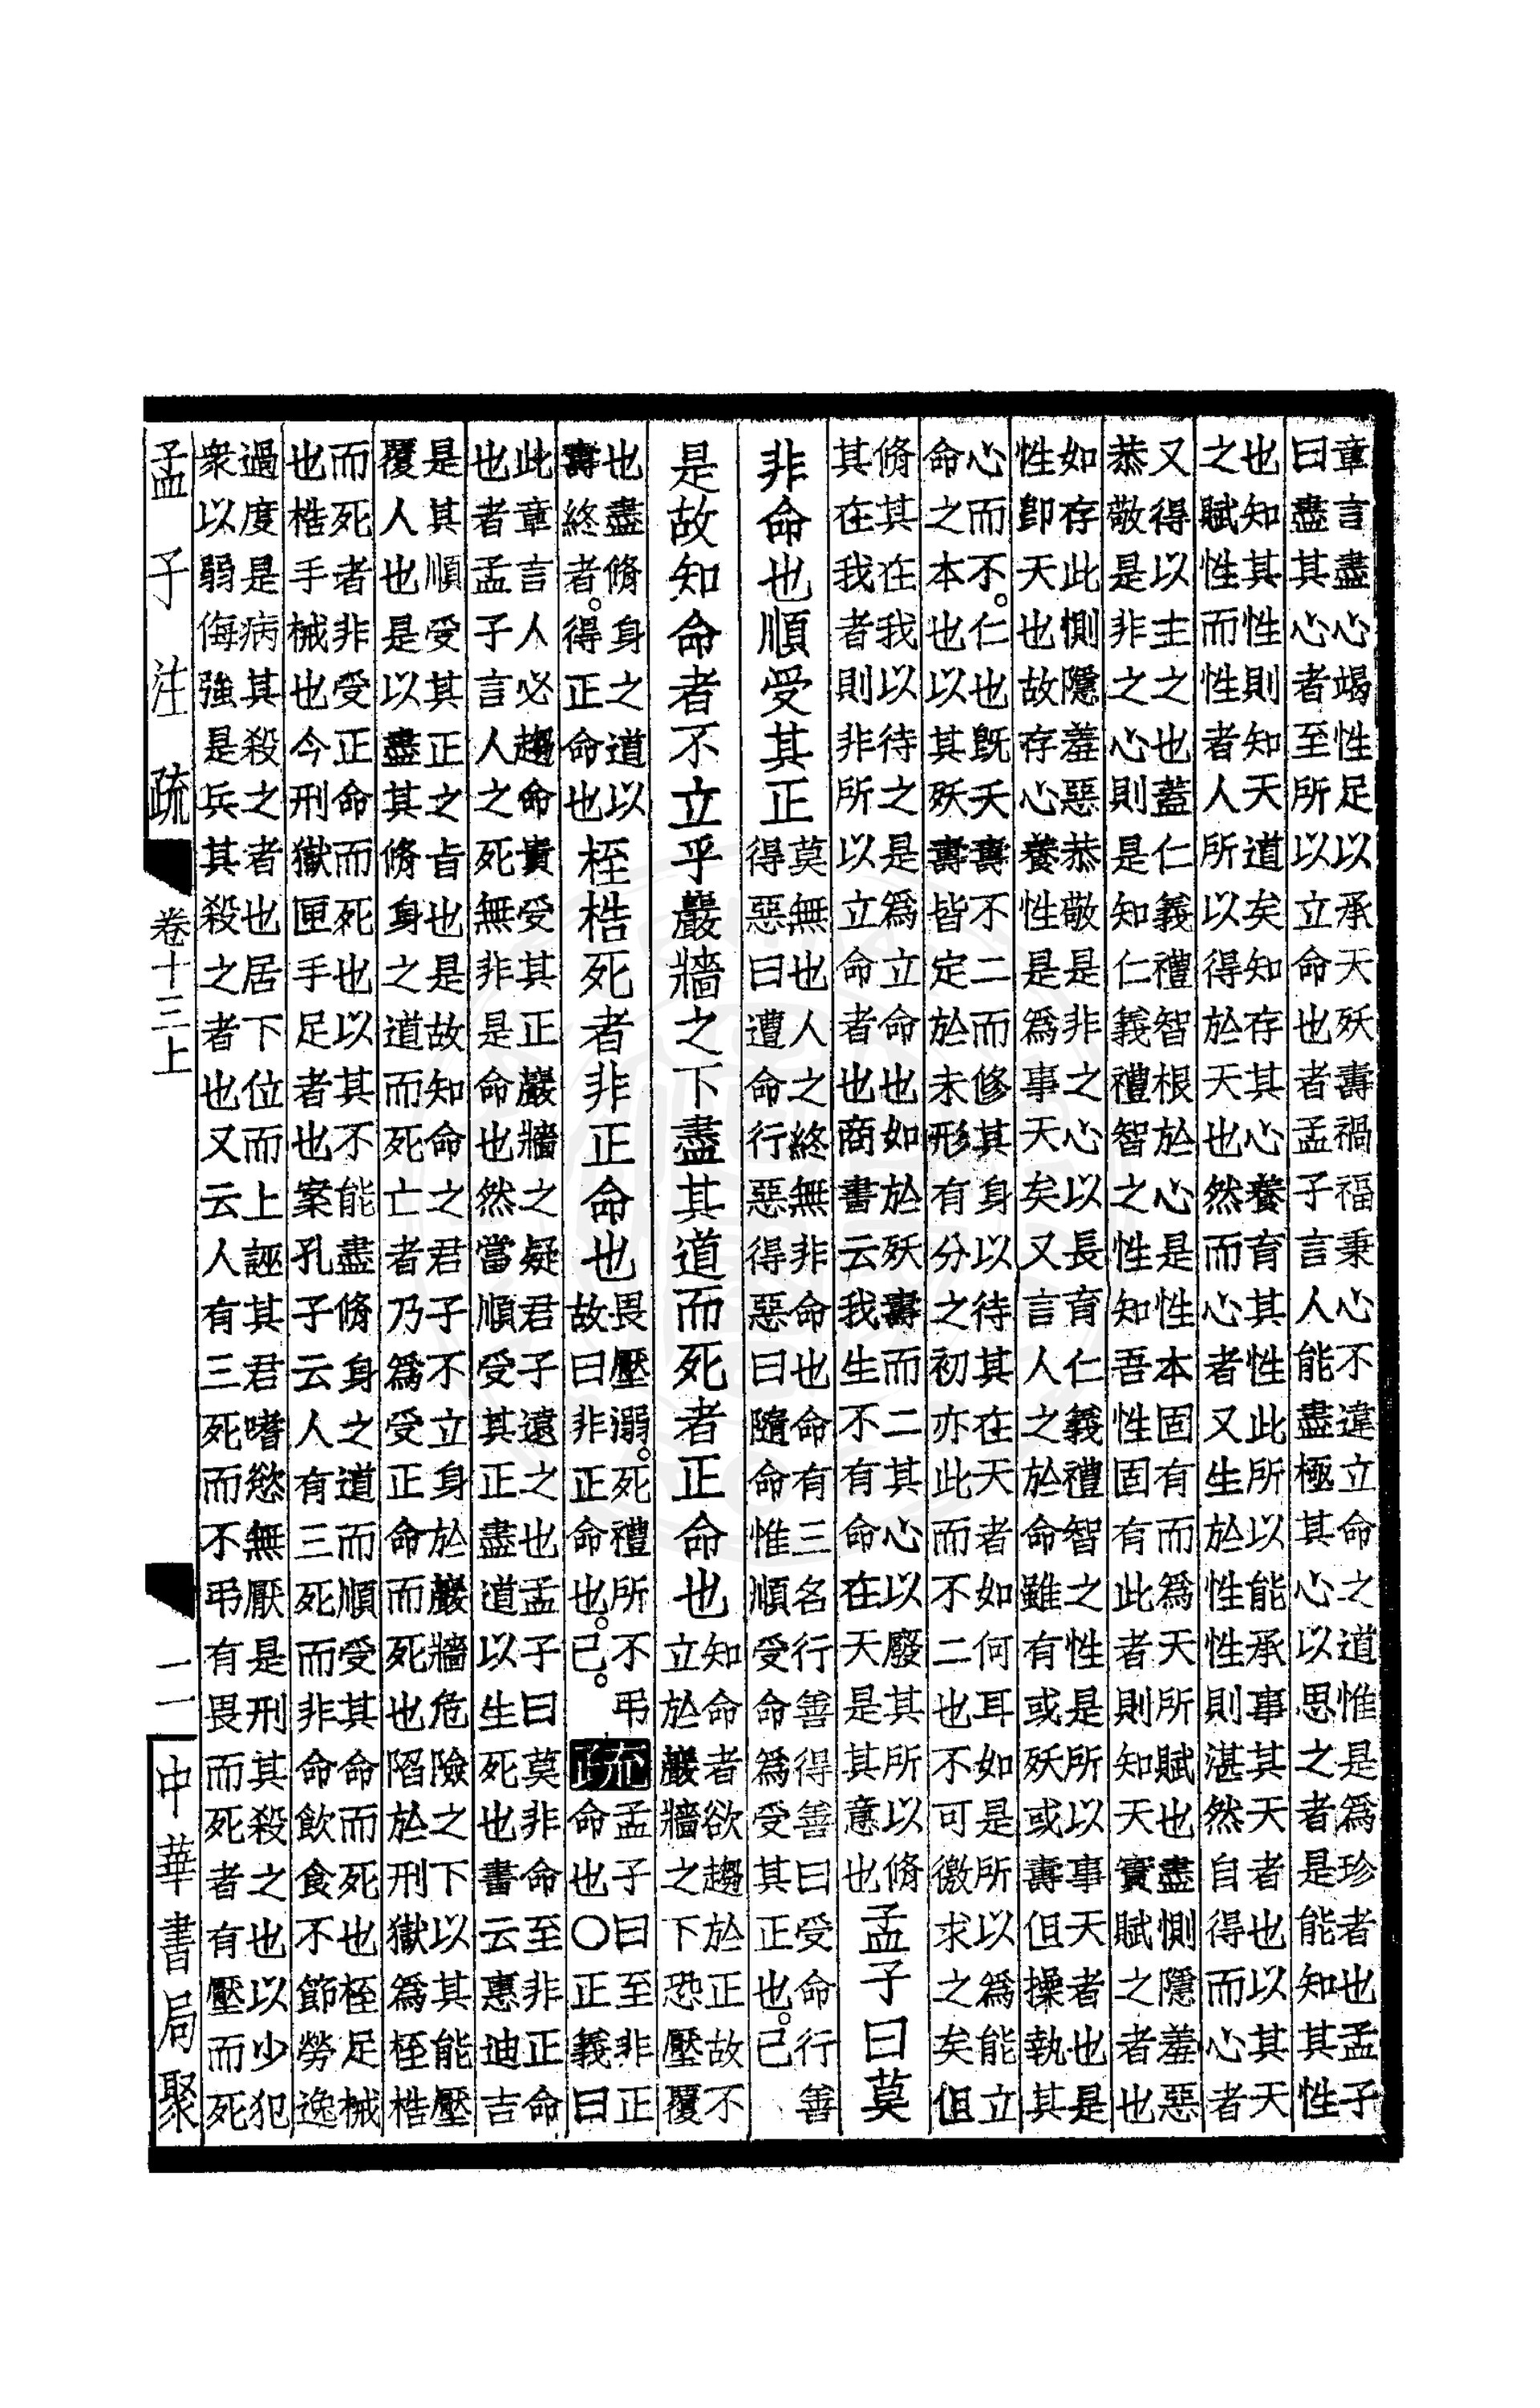 章言盡心竭性足以承天殀壽禍福秉心不違立命之道惟是爲珍者也孟子
曰盡其心者至所以立命也者孟子言人能盡極其心以思之者是能知其性
也知其性則知天道矣知存其心養育其性此所以能承事其天者也以其天
之賦性而性者人所以得於天也然而心者又生於性性則湛然自得而心者
又得以主之也蓋仁義禮智根於心是性本固有而爲天所賦也盡惻隱羞惡
恭敬是非之心則是知仁義禮智之性知吾性固有此者則知天實賦之者也
如存此惻隱羞惡恭敬是非之心以長育仁義禮智之性是所以事天者也是
性卽天也故存心養性是爲事天矣又言人之於命雖有或殀或壽但操執其
心而不。仁也旣夭壽不二而修其身以待其在天者如何耳如是所以爲能立
命之本也以其殀壽皆定於未形有分之初亦此而不二也不可徼求之矣但
脩其在我以待之是爲立命也如於殀壽而二其心以廢其所以脩
其在我者則非所以立命者也商書云我生不有命在天是其意也
孟子曰莫
非命也順受其正
莫無也人之終無非命也命有三名行善得善曰受命行善
得惡曰遭命行惡得惡曰隨命惟順受命爲受其正也。已
是故知命者不立乎巖牆之下盡其道而死者正命也
知命者欲趨於正故不
立於巖牆之下恐壓覆
也盡脩身之道以
壽終者。得正命也
桎梏死者非正命也
畏壓溺。死禮所不弔
故曰非正命也。已。
疏
孟子曰至非正
命也○正義曰
此章言人必趨命貴受其正巖牆之疑君子遠之也孟子曰莫非命至非正命
也者孟子言人之死無非是命也然當順受其正盡道以生死也書云惠迪吉
是其順受其正之旨也是故知命之君子不立身於巖牆危險之下以其能壓
覆人也是以盡其脩身之道而死亡者乃爲受正命而死也陷於刑獄爲桎梏
而死者非受正命而死也以其不能盡脩身之道而順受其命而死也桎足械
也梏手械也今刑獄匣手足者也案孔子云人有三死而非命飲食不節勞逸
過度是病其殺之者也居下位而上誣其君嗜慾無厭是刑其殺之也以少犯
衆以弱侮強是兵其殺之者也又云人有三死而不弔有畏而死者有壓而死
孟子注疏 卷十三上 二一 中華書局聚